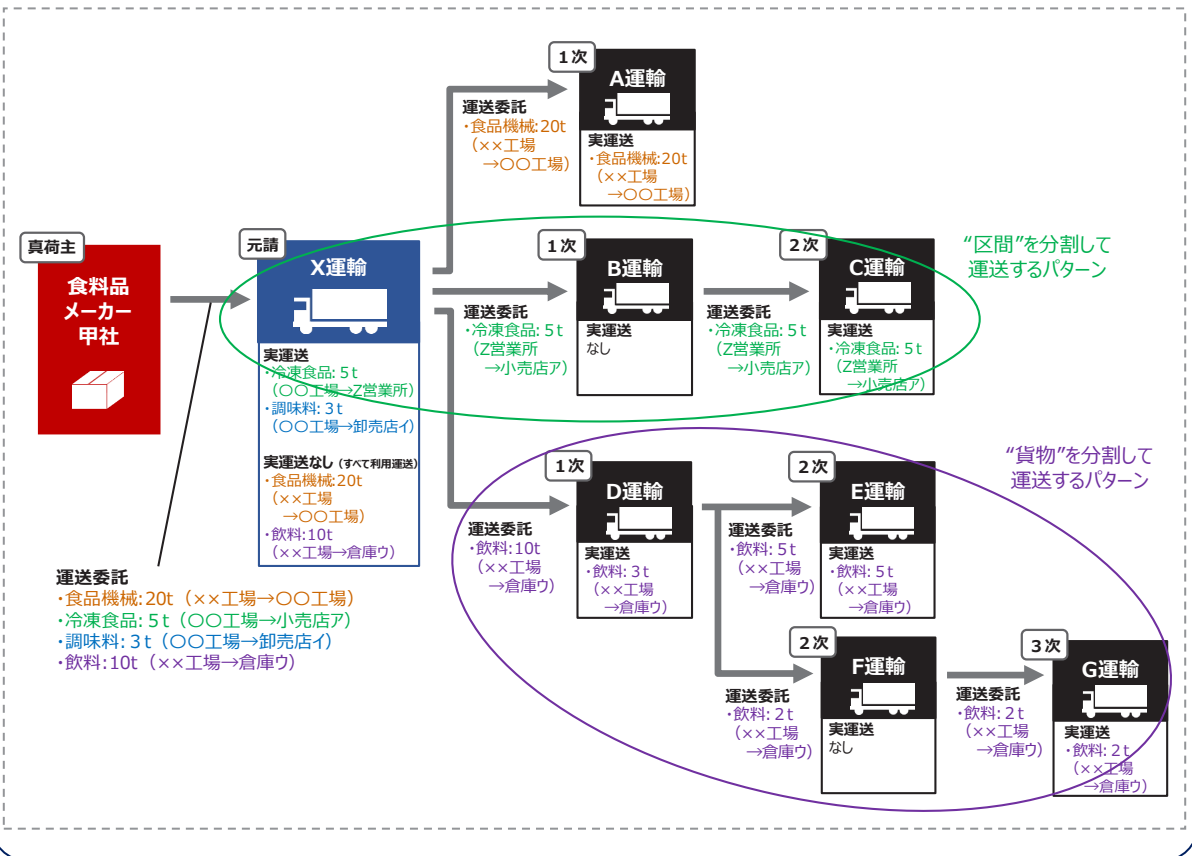 1次
A運輸
運送委託
・食品機械:20t
（××工場
→〇〇工場）
実運送
・食品機械:20t
（××工場
→〇〇工場）
真荷主
食料品
メーカー
甲社
元請
X運輸
実運送
・冷凍食品: 5t
（〇〇工場→Z営業所）
・調味料: 3t
（〇〇工場→卸売店イ）
実運送なし（すべて利用運送）
・食品機械:20t
（××工場
→〇〇工場）
・飲料:10t
（××工場→倉庫ウ）
運送委託
・食品機械:20t（××工場→〇〇工場）
・冷凍食品: 5t（〇〇工場→小売店ア）
・調味料: 3t（〇〇工場→卸売店イ）
・飲料:10t（××工場→倉庫ウ）
1次
B運輸
運送委託
・冷凍食品: 5t
（Z営業所
→小売店ア）
実運送
なし
2次
C運輸
運送委託
・冷凍食品: 5t
（Z営業所
→小売店ア）
実運送
・冷凍食品: 5t
（Z営業所
→小売店ア）
“区間”を分割して
運送するパターン
“貨物”を分割して
運送するパターン
1次
D運輸
運送委託
・飲料:10t
（××工場
→倉庫ウ）
実運送
・飲料: 3t
（××工場
→倉庫ウ）
2次
E運輸
運送委託
・飲料: 5t
（××工場
→倉庫ウ）
実運送
・飲料: 5t
（××工場
→倉庫ウ）
2次
F運輸
運送委託
・飲料: 2t
（××工場
→倉庫ウ）
実運送
なし
3次
G運輸
運送委託
・飲料: 2t
（××工場
→倉庫ウ）
実運送
・飲料: 2t
（××工場
→倉庫ウ）